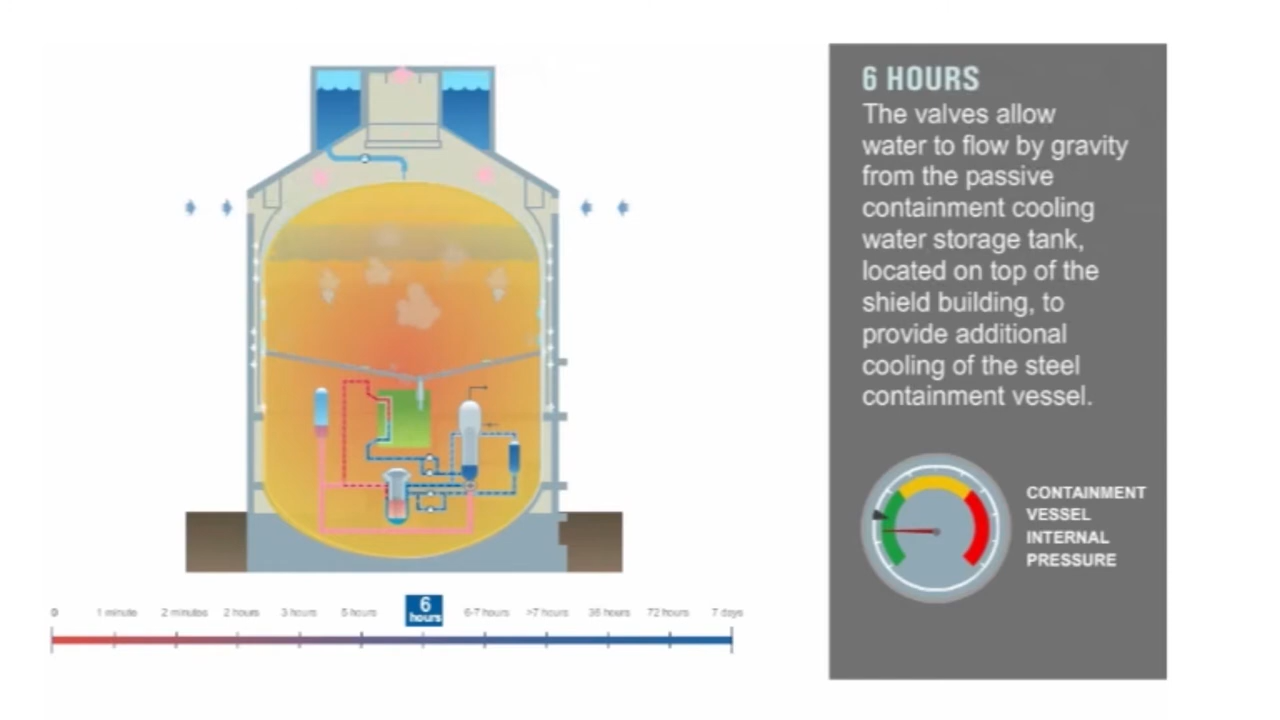 6 HOURS
The valves allow
water to flow by gravity
from the passive
containment cooling
water storage tank,
located on top of the
shield building, to
provide additional
cooling of the steel
containment vessel.
CONTAINMENT
VESSEL
INTERNAL
PRESSURE
0 1 minute 2 minutes 2 hours 3 hours 5 hours 6 hours 6-7 hours >7 hours 36 hours 72 hours 7 days